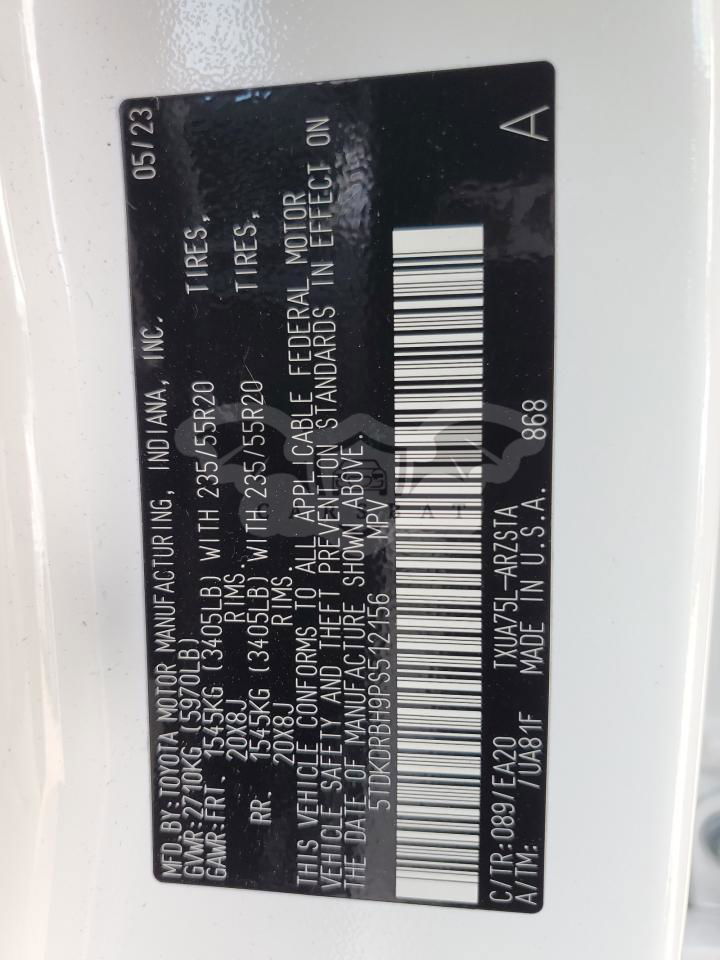 MFD.BY:TOYOTA MOTOR MANUFACTURING, INDIANA, INC. 05/23
GVWR:2710KG (5970LB)
GAWR:FRT. 1545KG (3405LB) WITH 235/55R20 TIRES,
20X8J RIMS.
RR. 1545KG (3405LB) WITH 235/55R20 TIRES,
20X8J RIMS.
THIS VEHICLE CONFORMS TO ALL APPLICABLE FEDERAL MOTOR
VEHICLE SAFETY AND THEFT PREVENTION STANDARDS IN EFFECT ON
THE DATE OF MANUFACTURE SHOWN ABOVE.
5TDKDRBH9PS512156 MPV
C/TR:089/EA20 TXUA75L-ARZSTA A
A/TM: /UA81F MADE IN U.S.A. 868